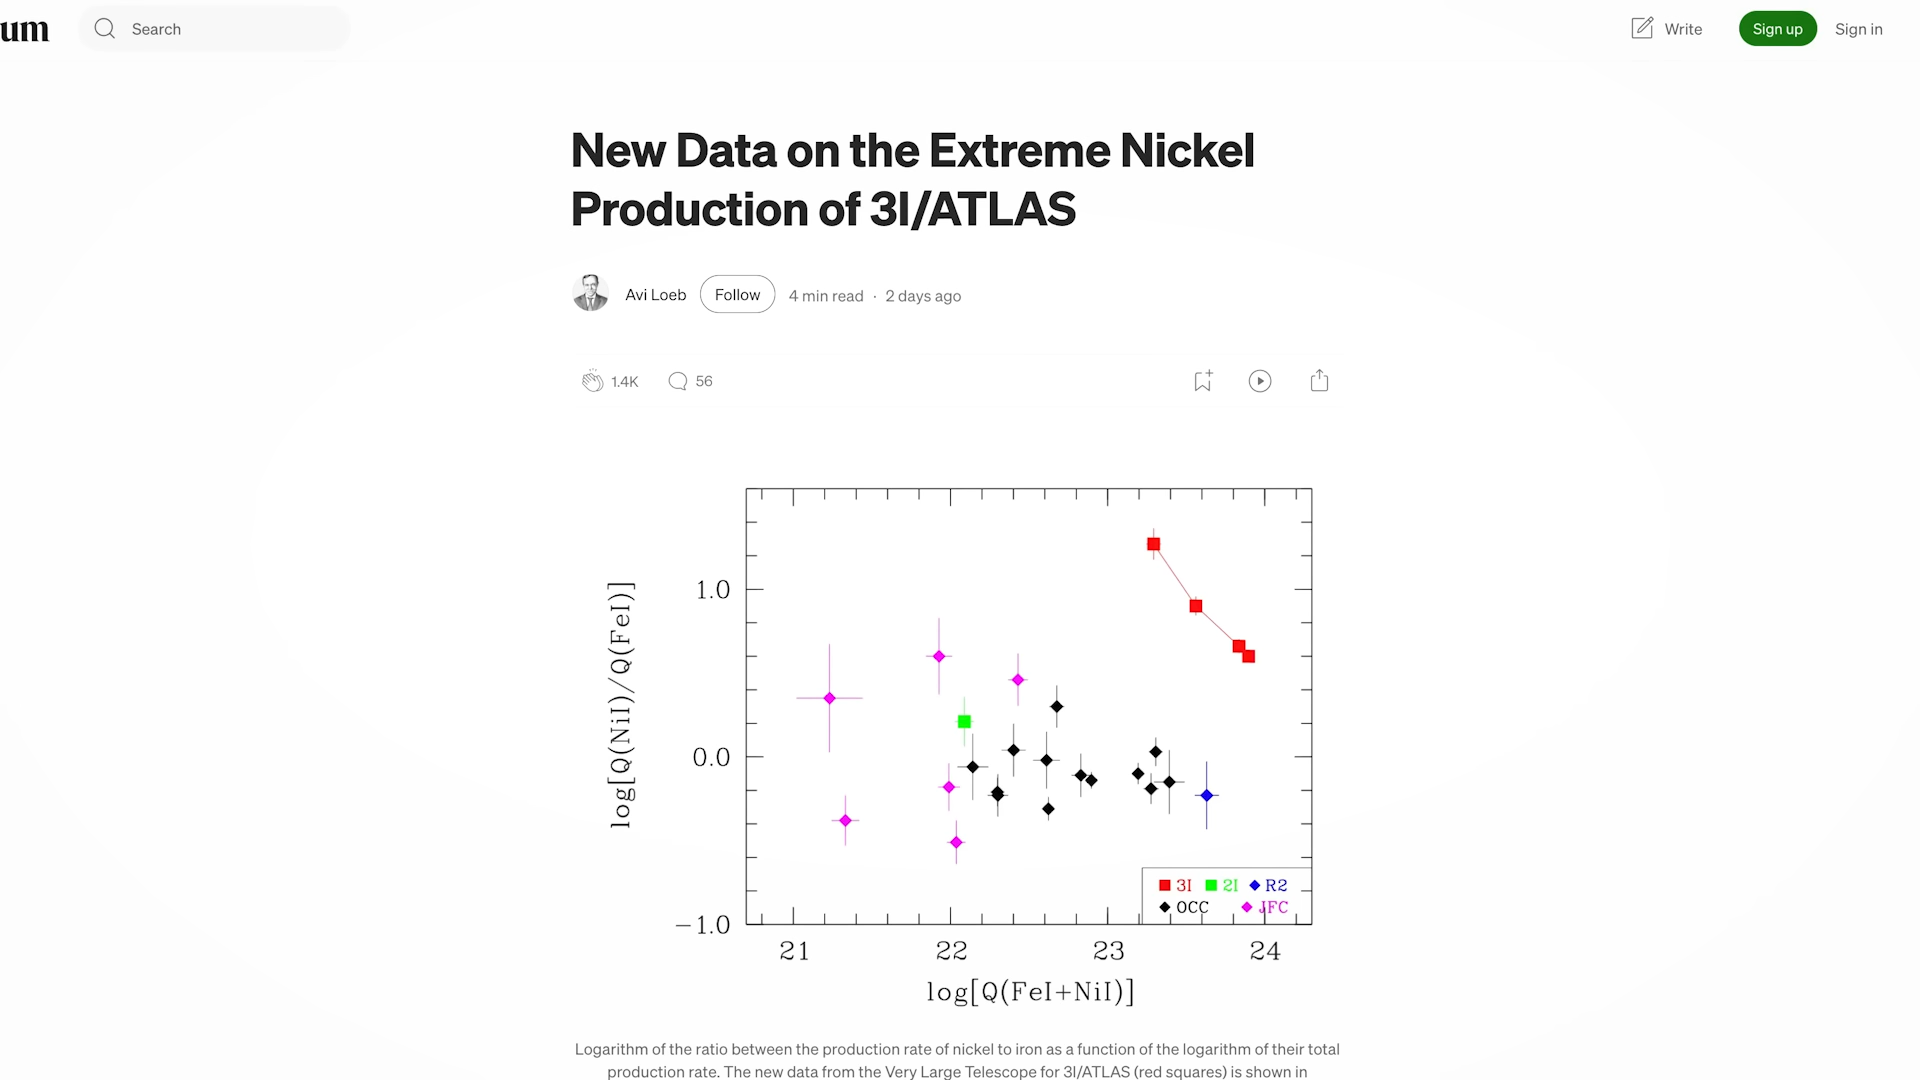 um
Search
Write
Sign up
Sign in
New Data on the Extreme Nickel
Production of 3I/ATLAS
Avi Loeb
Follow
4 min read · 2 days ago
1.4K
56
log[Q(NiI)/Q(FeI)]
1.0
0.0
−1.0
3I 2I R2
OCC JFC
21 22 23 24
log[Q(FeI+NiI)]
Logarithm of the ratio between the production rate of nickel to iron as a function of the logarithm of their total
production rate. The new data from the Very Large Telescope for 3I/ATLAS (red squares) is shown in